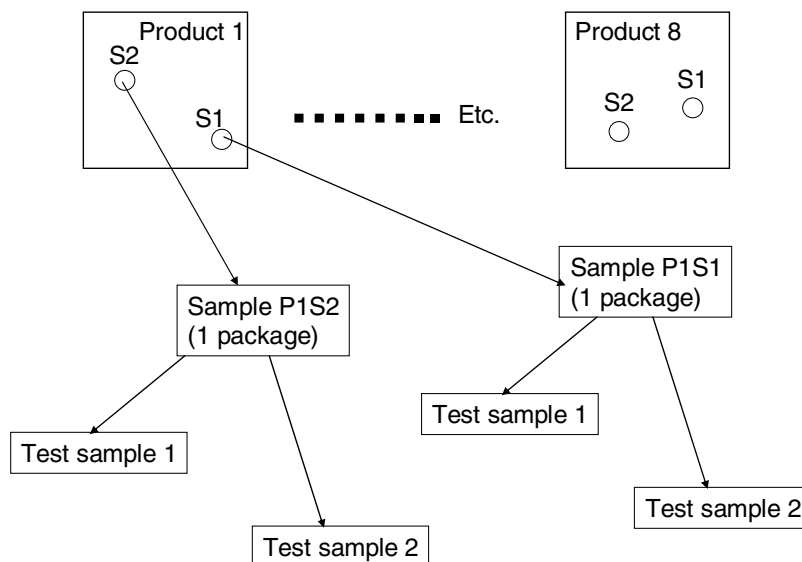 Product 1
S2
S1
Etc.
Product 8
S1
S2
Sample P1S2
(1 package)
Sample P1S1
(1 package)
Test sample 1
Test sample 2
Test sample 1
Test sample 2